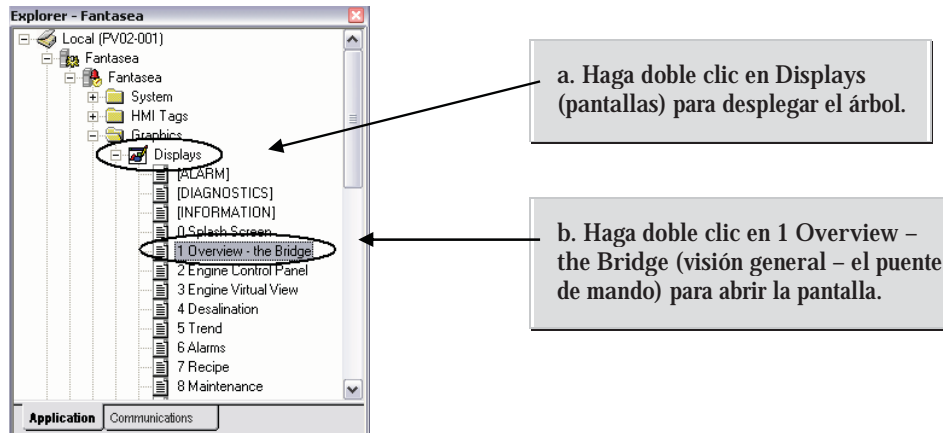 Explorer - Fantasea
Local (PV02-001)
Fantasea
Fantasea
System
HMI Tags
Graphics
Displays
[ALARM]
[DIAGNOSTICS]
[INFORMATION]
0 Splash Screen
1 Overview - the Bridge
2 Engine Control Panel
3 Engine Virtual View
4 Desalination
5 Trend
6 Alarms
7 Recipe
8 Maintenance
Application Communications
a. Haga doble clic en Displays
(pantallas) para desplegar el árbol.
b. Haga doble clic en 1 Overview –
the Bridge (visión general – el puente
de mando) para abrir la pantalla.